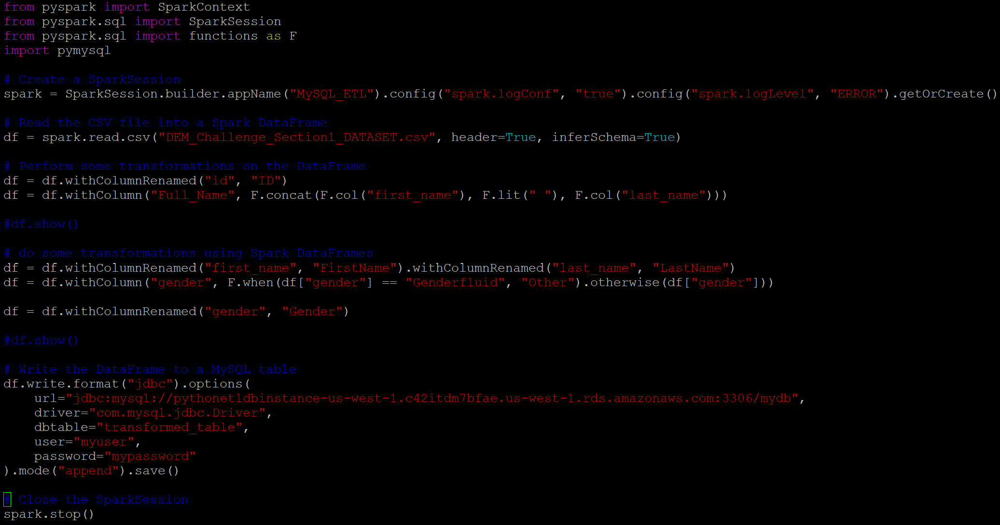 from pyspark import SparkContext
from pyspark.sql import SparkSession
from pyspark.sql import functions as F
import pymysql
# Create a SparkSession
spark = SparkSession.builder.appName("MySQL_ETL").config("spark.logConf", "true").config("spark.logLevel", "ERROR").getOrCreate()
# Read the CSV file into a Spark DataFrame
df = spark.read.csv("DEM_Challenge_Section1_DATASET.csv", header=True, inferSchema=True)
# Perform some transformations on the DataFrame
df = df.withColumnRenamed("id", "ID")
df = df.withColumn("Full_Name", F.concat(F.col("first_name"), F.lit(" "), F.col("last_name")))
#df.show()
# do some transformations using Spark DataFrames
df = df.withColumnRenamed("first_name", "FirstName").withColumnRenamed("last_name", "LastName")
df = df.withColumn("gender", F.when(df["gender"] == "Genderfluid", "Other").otherwise(df["gender"]))
df = df.withColumnRenamed("gender", "Gender")
#df.show()
# Write the DataFrame to a MySQL table
df.write.format("jdbc").options(
    url="jdbc:mysql://pythonetldbinstance-us-west-1.c42itdm7bfae.us-west-1.rds.amazonaws.com:3306/mydb",
    driver="com.mysql.jdbc.Driver",
    dbtable="transformed_table",
    user="myuser",
    password="mypassword"
).mode("append").save()
# Close the SparkSession
spark.stop()